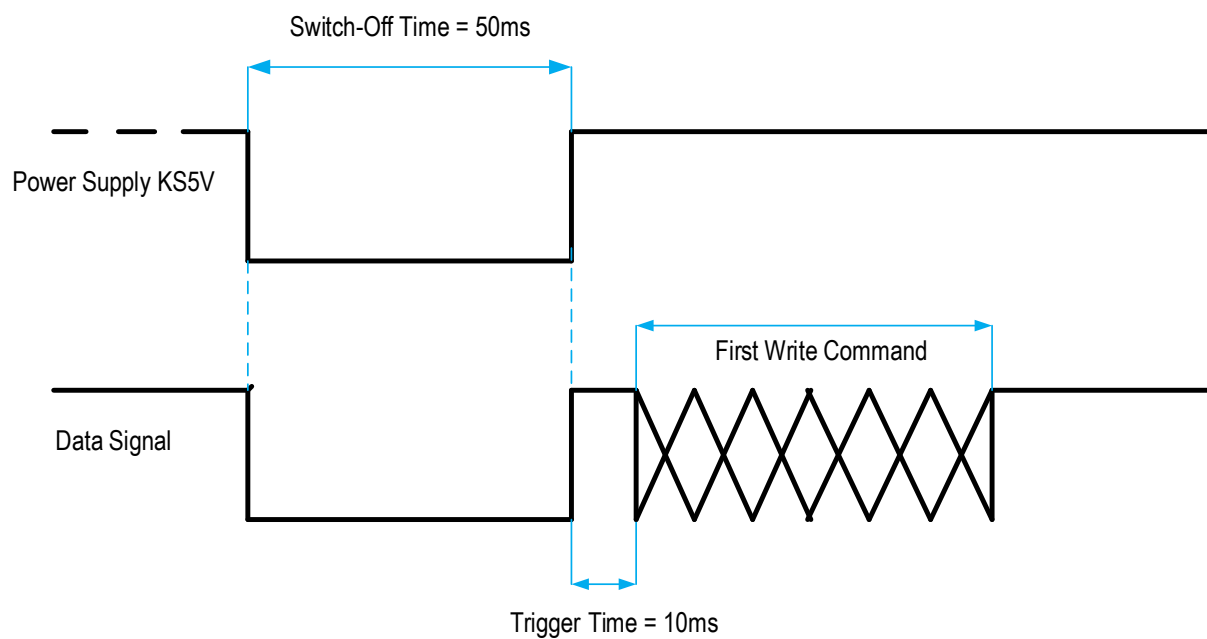 Switch-Off Time = 50ms
Power Supply KS5V
First Write Command
Data Signal
Trigger Time = 10ms